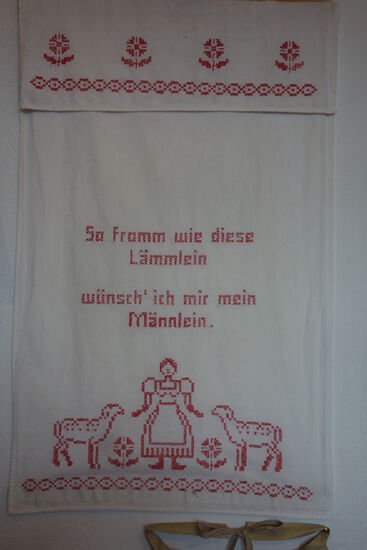 So fromm wie diese
Lämmlein
wünsch' ich mir mein
Männlein.